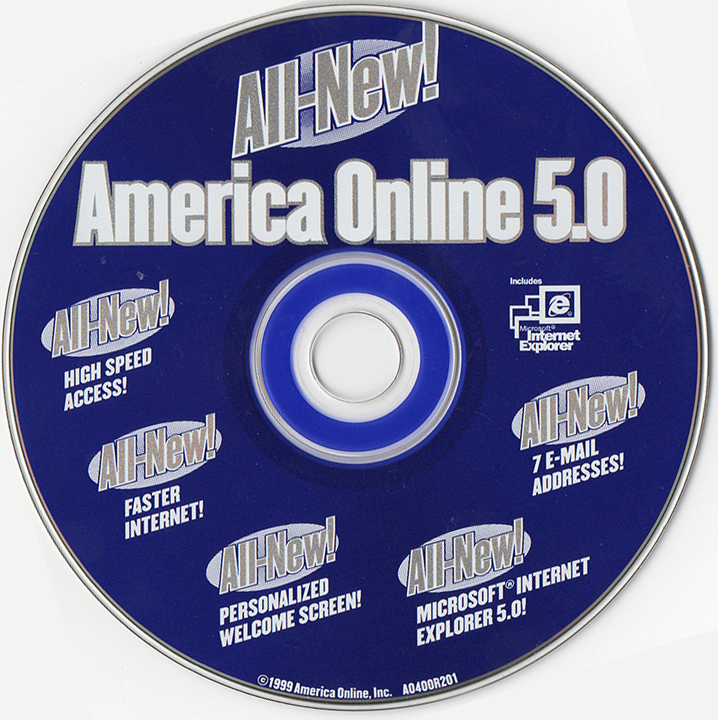 All-New!
America Online 5.0
All-New!
HIGH SPEED
ACCESS!
Includes
Microsoft®
Internet
Explorer
All-New!
FASTER
INTERNET!
All-New!
7 E-MAIL
ADDRESSES!
All-New!
PERSONALIZED
WELCOME SCREEN!
All-New!
MICROSOFT® INTERNET
EXPLORER 5.0!
©1999 America Online, Inc. A0400R201